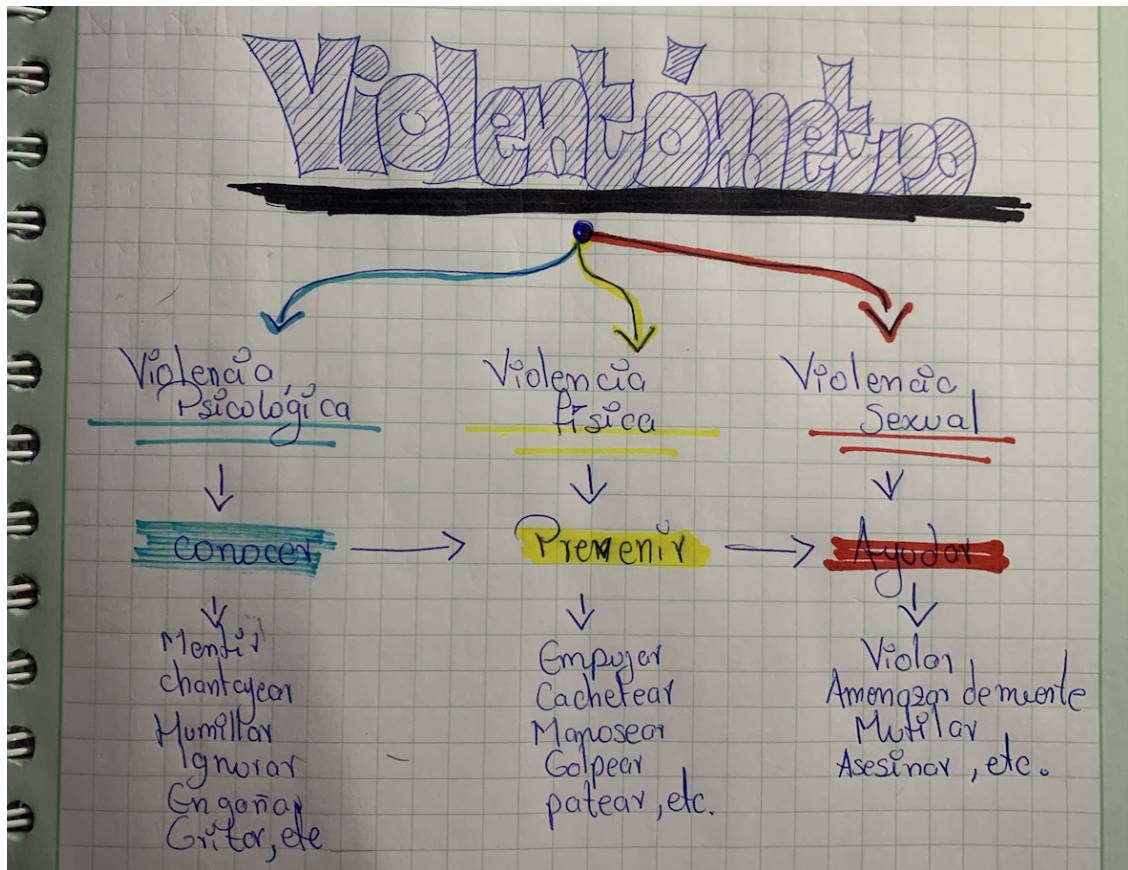 Violentómetro
Violencia
Psicológica
Violencia
física
Violencia
Sexual
conocer
Prevenir
Ayudar
Mentir
chantajear
Humillar
Ignorar
Engañar
Gritar, etc
Empujar
Cachetear
Manosear
Golpear
patear, etc.
Violar,
Amenazar de muerte
Mutilar
Asesinar, etc.